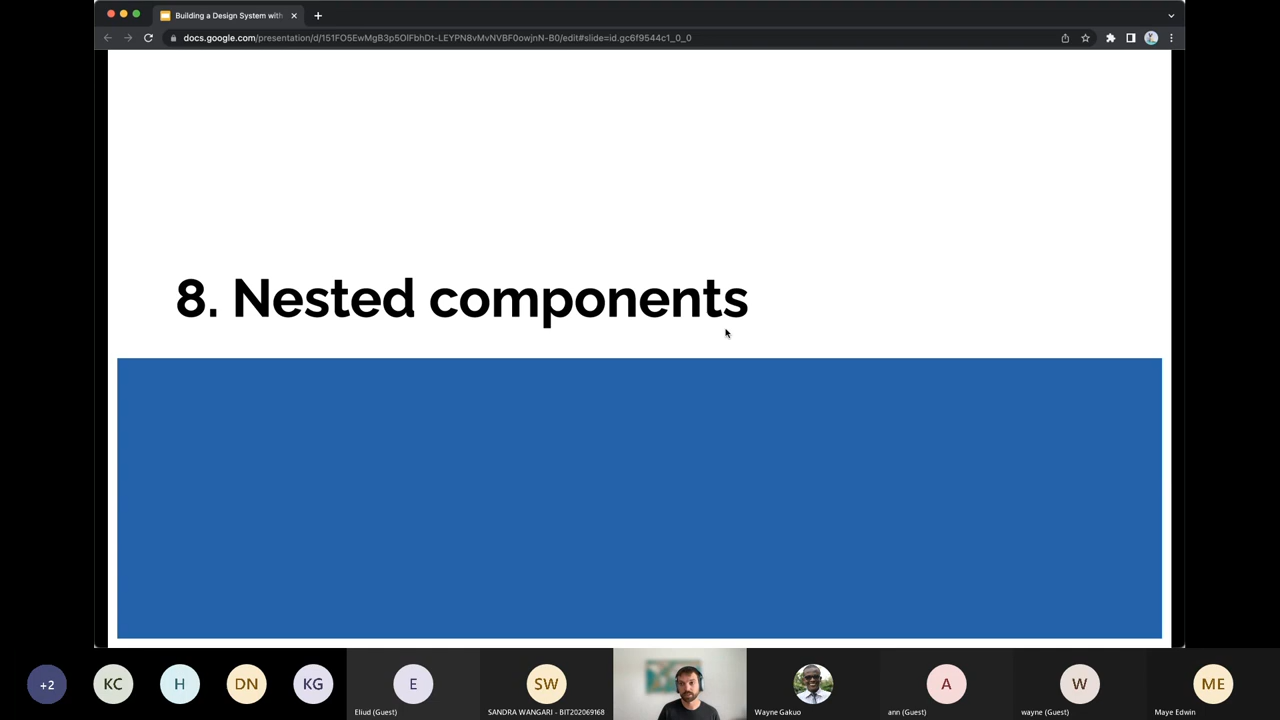 Building a Design System with
docs.google.com/presentation/d/151FO5EwMgB3p5OlFbhDt-LEYPN8vMvNVBF0owjnN-B0/edit#slide=id.gc6f9544c1_0_0
8. Nested components
+2
KC
H
DN
KG
E
SW
A
W
ME
Eliud (Guest)
SANDRA WANGARI - BIT202069168
Wayne Gakuo
ann (Guest)
wayne (Guest)
Maye Edwin